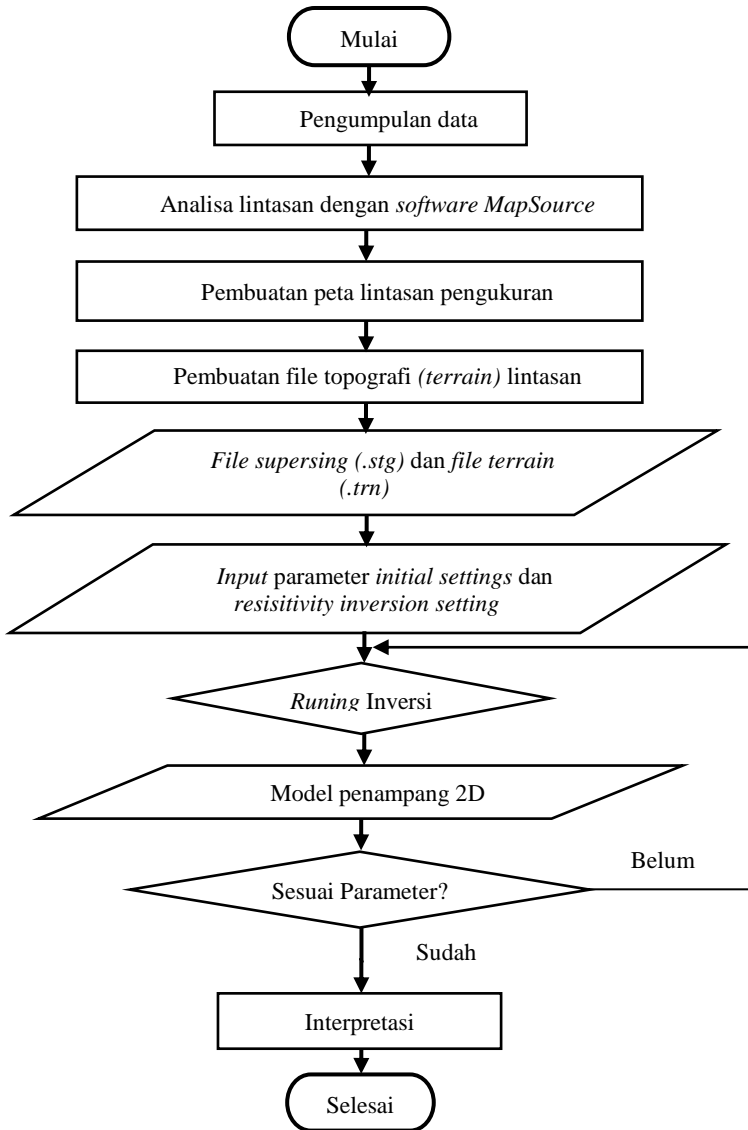 Mulai
Pengumpulan data
Analisa lintasan dengan software MapSource
Pembuatan peta lintasan pengukuran
Pembuatan file topografi (terrain) lintasan
File supersing (.stg) dan file terrain
(.trn)
Input parameter initial settings dan
resisitivity inversion setting
Runing Inversi
Model penampang 2D
Belum
Sesuai Parameter?
Sudah
Interpretasi
Selesai